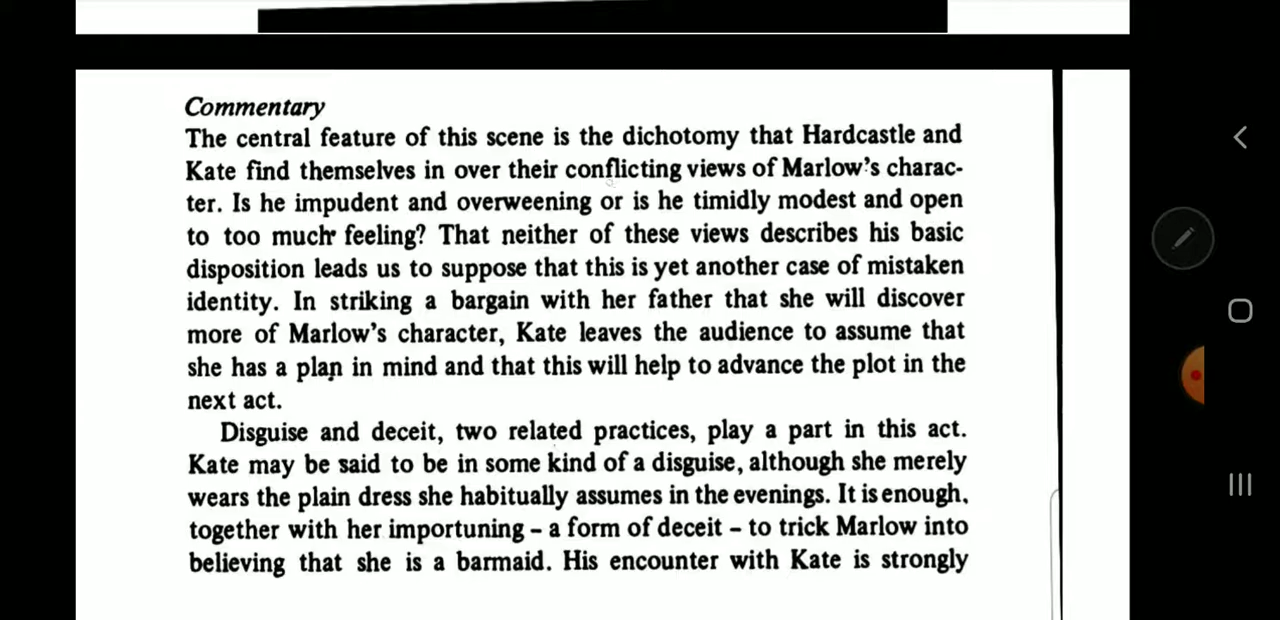 Commentary
The central feature of this scene is the dichotomy that Hardcastle and
Kate find themselves in over their conflicting views of Marlow's charac-
ter. Is he impudent and overweening or is he timidly modest and open
to too much feeling? That neither of these views describes his basic
disposition leads us to suppose that this is yet another case of mistaken
identity. In striking a bargain with her father that she will discover
more of Marlow's character, Kate leaves the audience to assume that
she has a plan in mind and that this will help to advance the plot in the
next act.
Disguise and deceit, two related practices, play a part in this act.
Kate may be said to be in some kind of a disguise, although she merely
wears the plain dress she habitually assumes in the evenings. It is enough,
together with her importuning – a form of deceit – to trick Marlow into
believing that she is a barmaid. His encounter with Kate is strongly